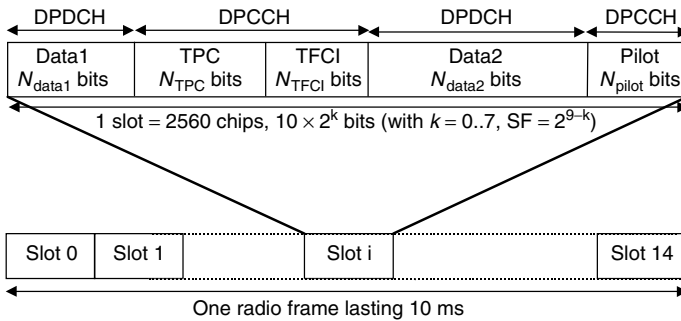 DPDCH DPCCH DPDCH DPCCH
Data1 TPC TFCI Data2 Pilot
N_data1 bits N_TPC bits N_TFCI bits N_data2 bits N_pilot bits
1 slot = 2560 chips, 10 × 2^k bits (with k = 0..7, SF = 2^{9–k})
Slot 0 Slot 1 Slot i Slot 14
One radio frame lasting 10 ms